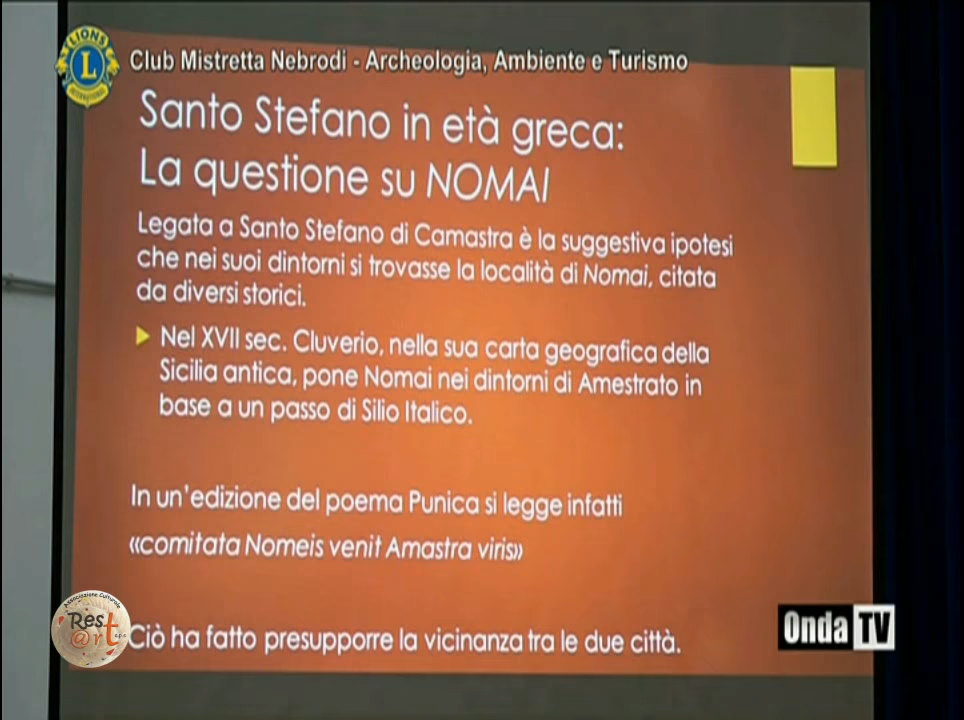 LIONS
L
INTERNATIONAL
Club Mistretta Nebrodi - Archeologia, Ambiente e Turismo
Santo Stefano in età greca:
La questione su NOMAI
Legata a Santo Stefano di Camastra è la suggestiva ipotesi
che nei suoi dintorni si trovasse la località di Nomai, citata
da diversi storici.
Nel XVII sec. Cluverio, nella sua carta geografica della
Sicilia antica, pone Nomai nei dintorni di Amestrato in
base a un passo di Silio Italico.
In un'edizione del poema Punica si legge infatti
«comitata Nomeis venit Amastra viris»
Associazione Culturale
Res.
@rt
Ciò ha fatto presupporre la vicinanza tra le due città.
Onda TV